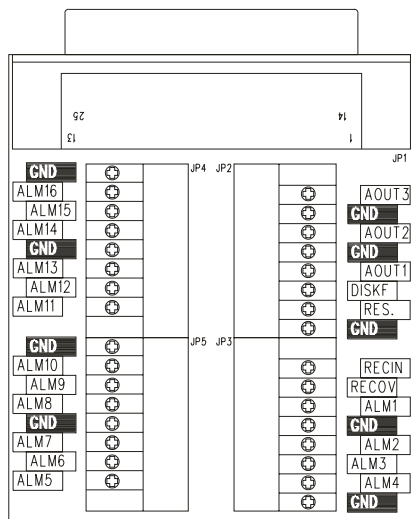 25 14
13 1
JP1
GND JP4 JP2
ALM16 AOUT3
ALM15 GND
ALM14 AOUT2
GND GND
ALM13 AOUT1
ALM12 DISKF
ALM11 RES.
GND
GND JP5 JP3
ALM10 RECIN
ALM9 RECOV
ALM8 ALM1
GND GND
ALM7 ALM2
ALM6 ALM3
ALM5 ALM4
GND